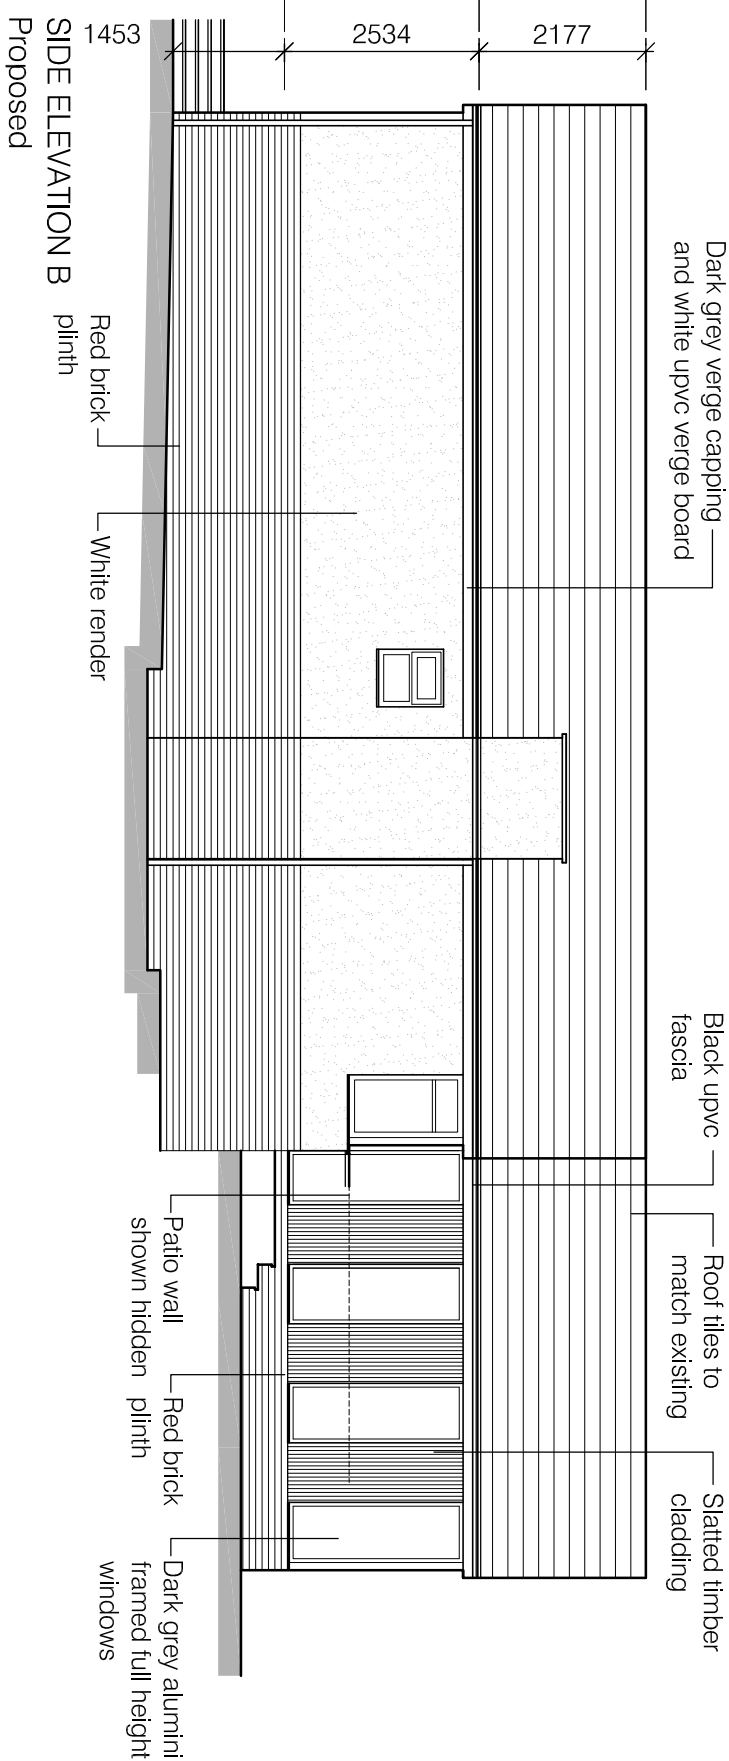 Dark grey verge capping
and white upvc verge board
Black upvc
fascia
Roof tiles to
match existing
Slatted timber
cladding
2177
2534
1453
Red brick
plinth
White render
Patio wall
shown hidden
Red brick
plinth
Dark grey alumini
framed full height
windows
SIDE ELEVATION B
Proposed